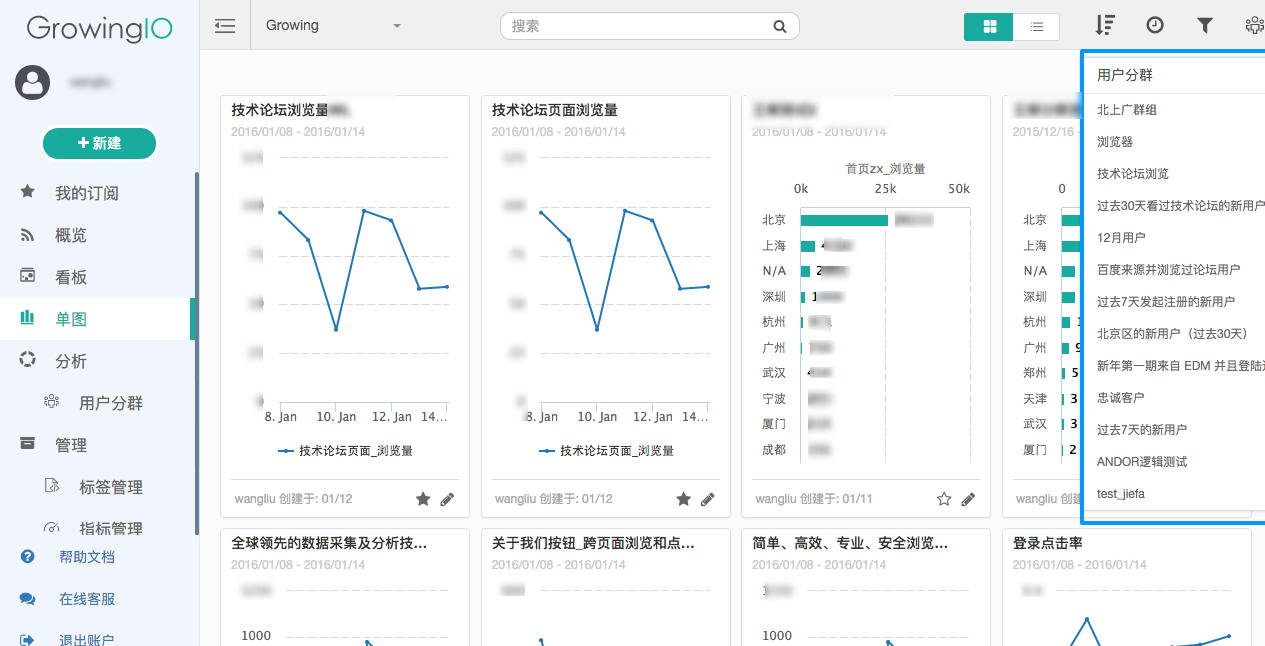 GrowingIO
Growing
搜索
新建
我的订阅
概览
看板
单图
分析
用户分群
管理
标签管理
指标管理
帮助文档
在线客服
退出账户
技术论坛浏览量
2016/01/08 - 2016/01/14
8. Jan 10. Jan 12. Jan 14...
技术论坛页面_浏览量
wangliu 创建于: 01/12
技术论坛页面浏览量
2016/01/08 - 2016/01/14
8. Jan 10. Jan 12. Jan 14...
技术论坛页面_浏览量
wangliu 创建于: 01/12
2016/01/08 - 2016/01/14
首页zx_浏览量
0k 25k 50k
北京
上海
N/A
深圳
杭州
广州
武汉
宁波
厦门
成都
wangliu 创建于: 01/11
2015/12/16 -
0
北京
上海
N/A
深圳
杭州
广州
郑州
天津
武汉
厦门
wangliu 创建
用户分群
北上广群组
浏览器
技术论坛浏览
过去30天看过技术论坛的新用户
12月用户
百度来源并浏览过论坛用户
过去7天发起注册的新用户
北京区的新用户（过去30天）
新年第一期来自 EDM 并且登陆
忠诚客户
过去7天的新用户
ANDOR逻辑测试
test_jiefa
全球领先的数据采集及分析技...
2016/01/08 - 2016/01/14
1000
关于我们按钮_跨页面浏览和点...
2016/01/08 - 2016/01/14
简单、高效、专业、安全浏览...
2016/01/08 - 2016/01/14
1000
登录点击率
2016/01/08 - 2016/01/14